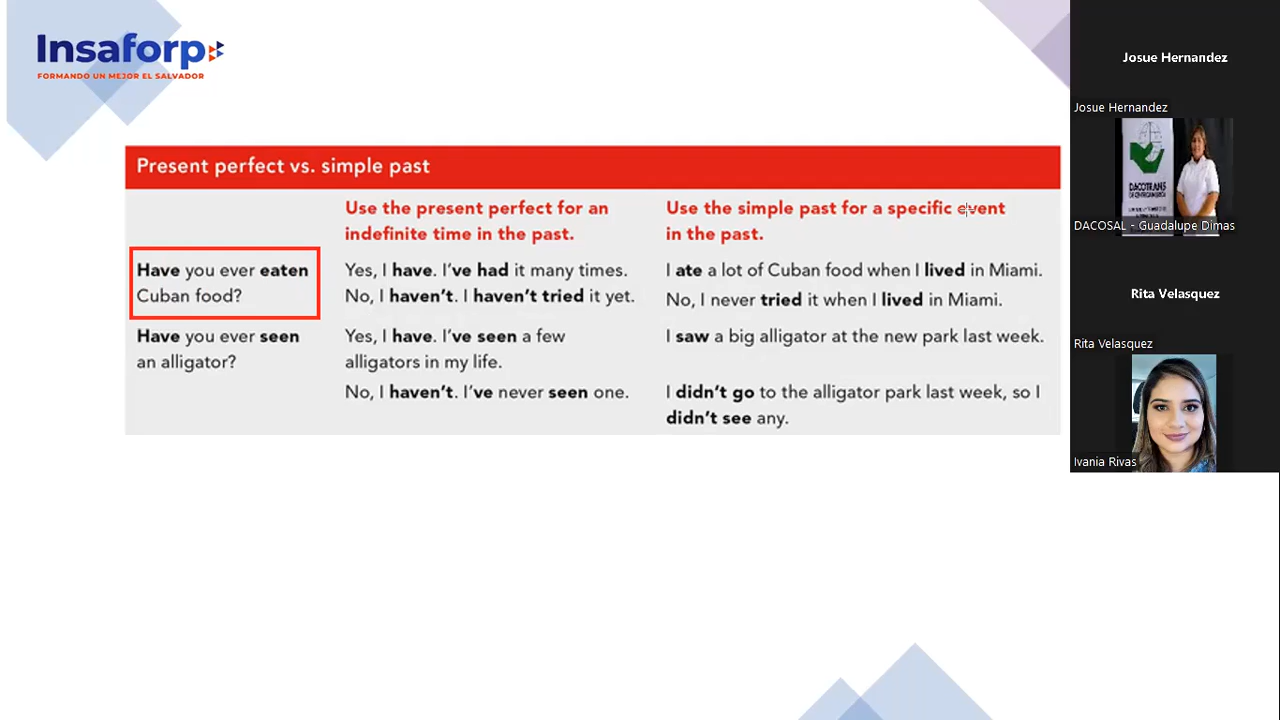 Insaforp
FORMANDO UN MEJOR EL SALVADOR
Present perfect vs. simple past
Use the present perfect for an
indefinite time in the past.
Use the simple past for a specific event
in the past.
Have you ever eaten
Cuban food?
Yes, I have. I've had it many times.
No, I haven't. I haven't tried it yet.
I ate a lot of Cuban food when I lived in Miami.
No, I never tried it when I lived in Miami.
Have you ever seen
an alligator?
Yes, I have. I've seen a few
alligators in my life.
No, I haven't. I've never seen one.
I saw a big alligator at the new park last week.
I didn't go to the alligator park last week, so I
didn't see any.
Josue Hernandez
Josue Hernandez
DACOTRANS
DACOSAL - Guadalupe Dimas
Rita Velasquez
Rita Velasquez
Ivania Rivas